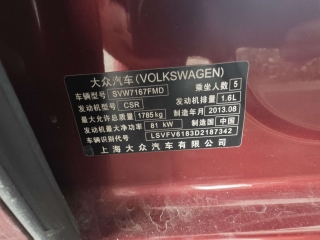 大众汽车(VOLKSWAGEN)
车辆型号 SVW7167FMD 乘坐人数 5
发动机型号 CSR 发动机排量 1.6L
最大允许总质量 1785kg 制造年月 2013.08
发动机最大净功率 81 kW 制造国 中国
车辆识别代号 LSVFV6183D2187342
上海大众汽车有限公司